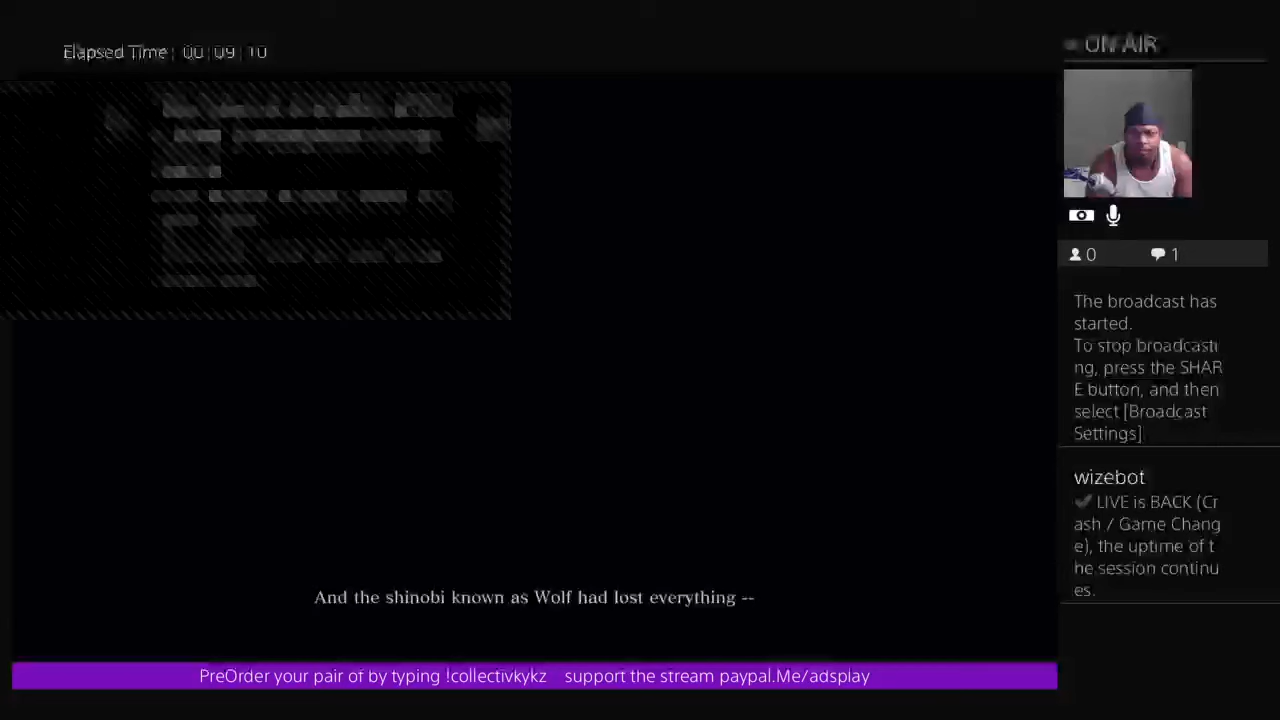 Elapsed Time : 00:09:10
ON AIR
0
1
The broadcast has
started.
To stop broadcasti
ng, press the SHAR
E button, and then
select [Broadcast
Settings]
wizebot
LIVE is BACK (Cr
ash / Game Chang
e), the uptime of t
he session continu
es.
And the shinobi known as Wolf had lost everything --
PreOrder your pair of by typing !collectivkykz support the stream paypal.Me/adsplay